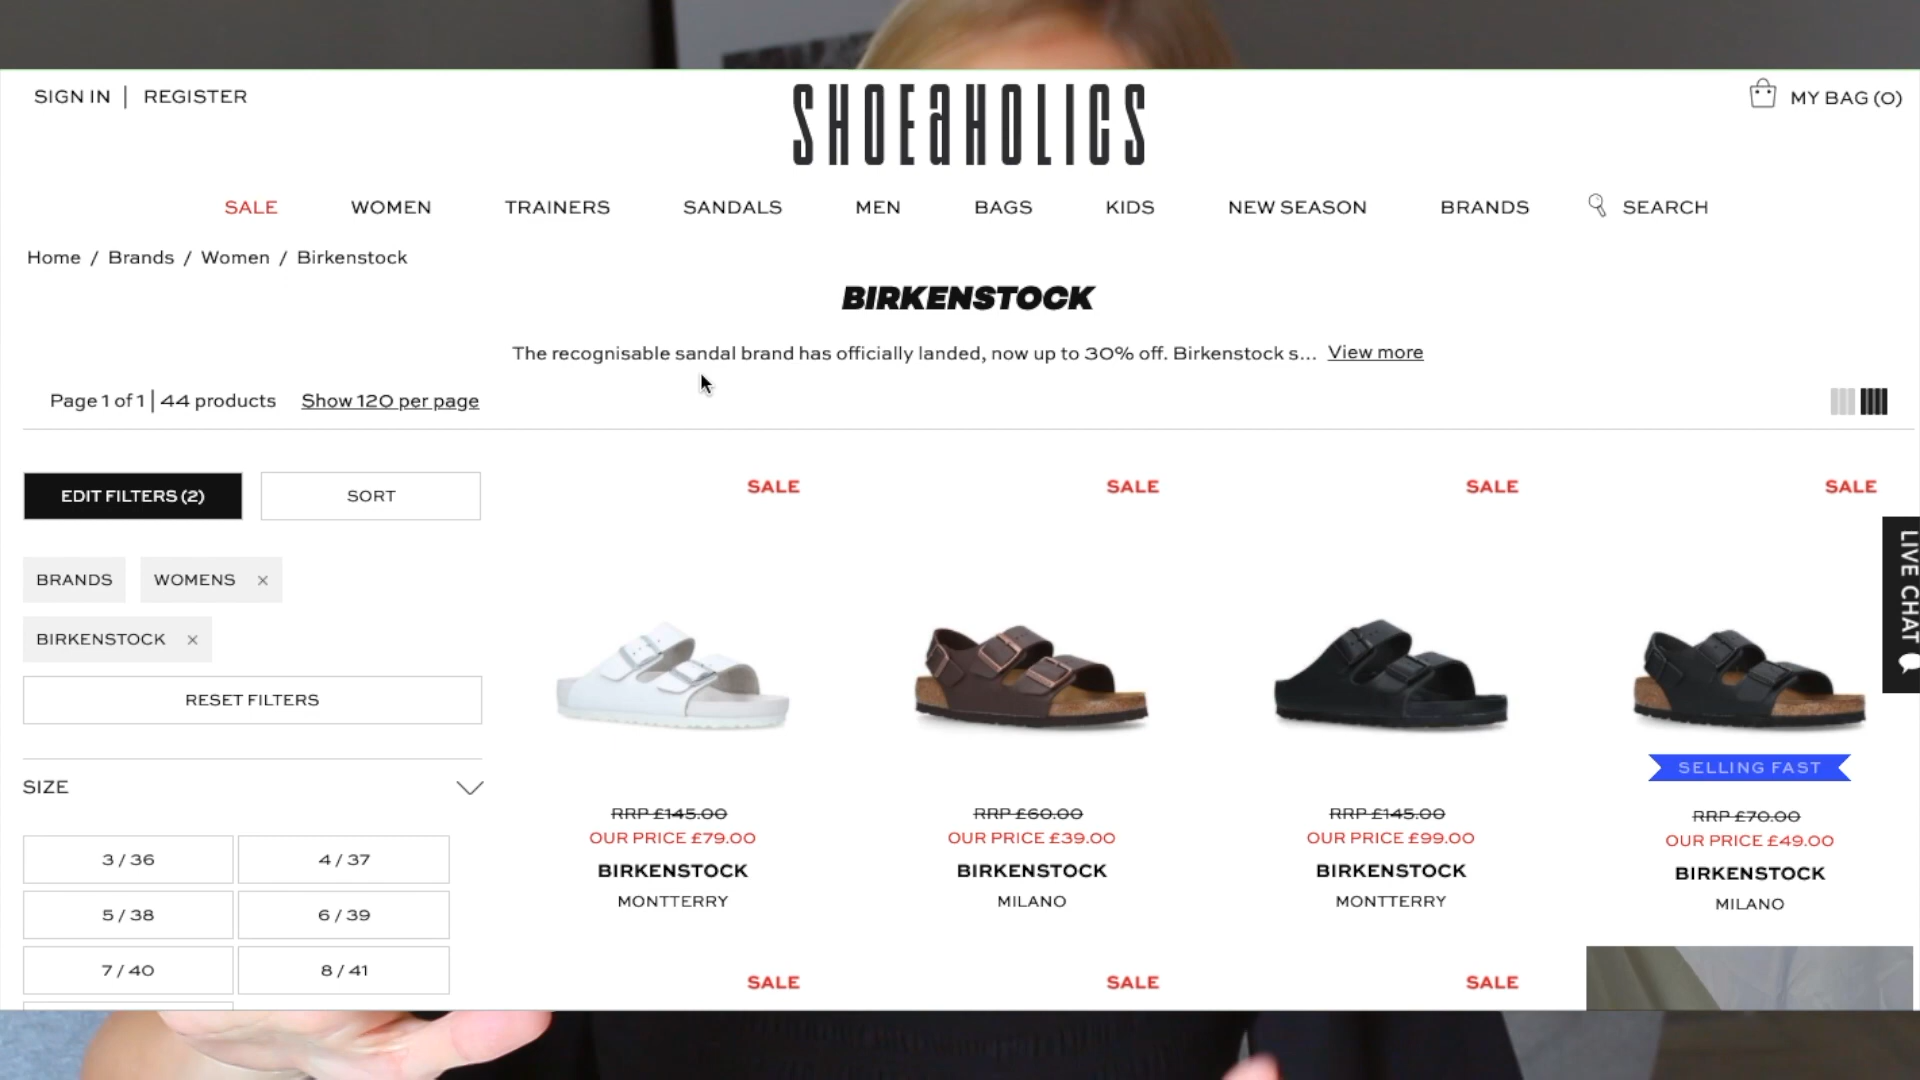 SIGN IN | REGISTER
SHOEaHOLICS
MY BAG (0)
SALE WOMEN TRAINERS SANDALS MEN BAGS KIDS NEW SEASON BRANDS SEARCH
Home / Brands / Women / Birkenstock
BIRKENSTOCK
The recognisable sandal brand has officially landed, now up to 30% off. Birkenstock s... View more
Page 1 of 1 | 44 products Show 120 per page
EDIT FILTERS (2) SORT
BRANDS WOMENS ×
BIRKENSTOCK ×
RESET FILTERS
SIZE
3 / 36 4 / 37
5 / 38 6 / 39
7 / 40 8 / 41
SALE SALE SALE SALE
LIVE CHAT
SELLING FAST
RRP £145.00
OUR PRICE £79.00
BIRKENSTOCK
MONTTERRY
RRP £60.00
OUR PRICE £39.00
BIRKENSTOCK
MILANO
RRP £145.00
OUR PRICE £99.00
BIRKENSTOCK
MONTTERRY
RRP £70.00
OUR PRICE £49.00
BIRKENSTOCK
MILANO
SALE SALE SALE